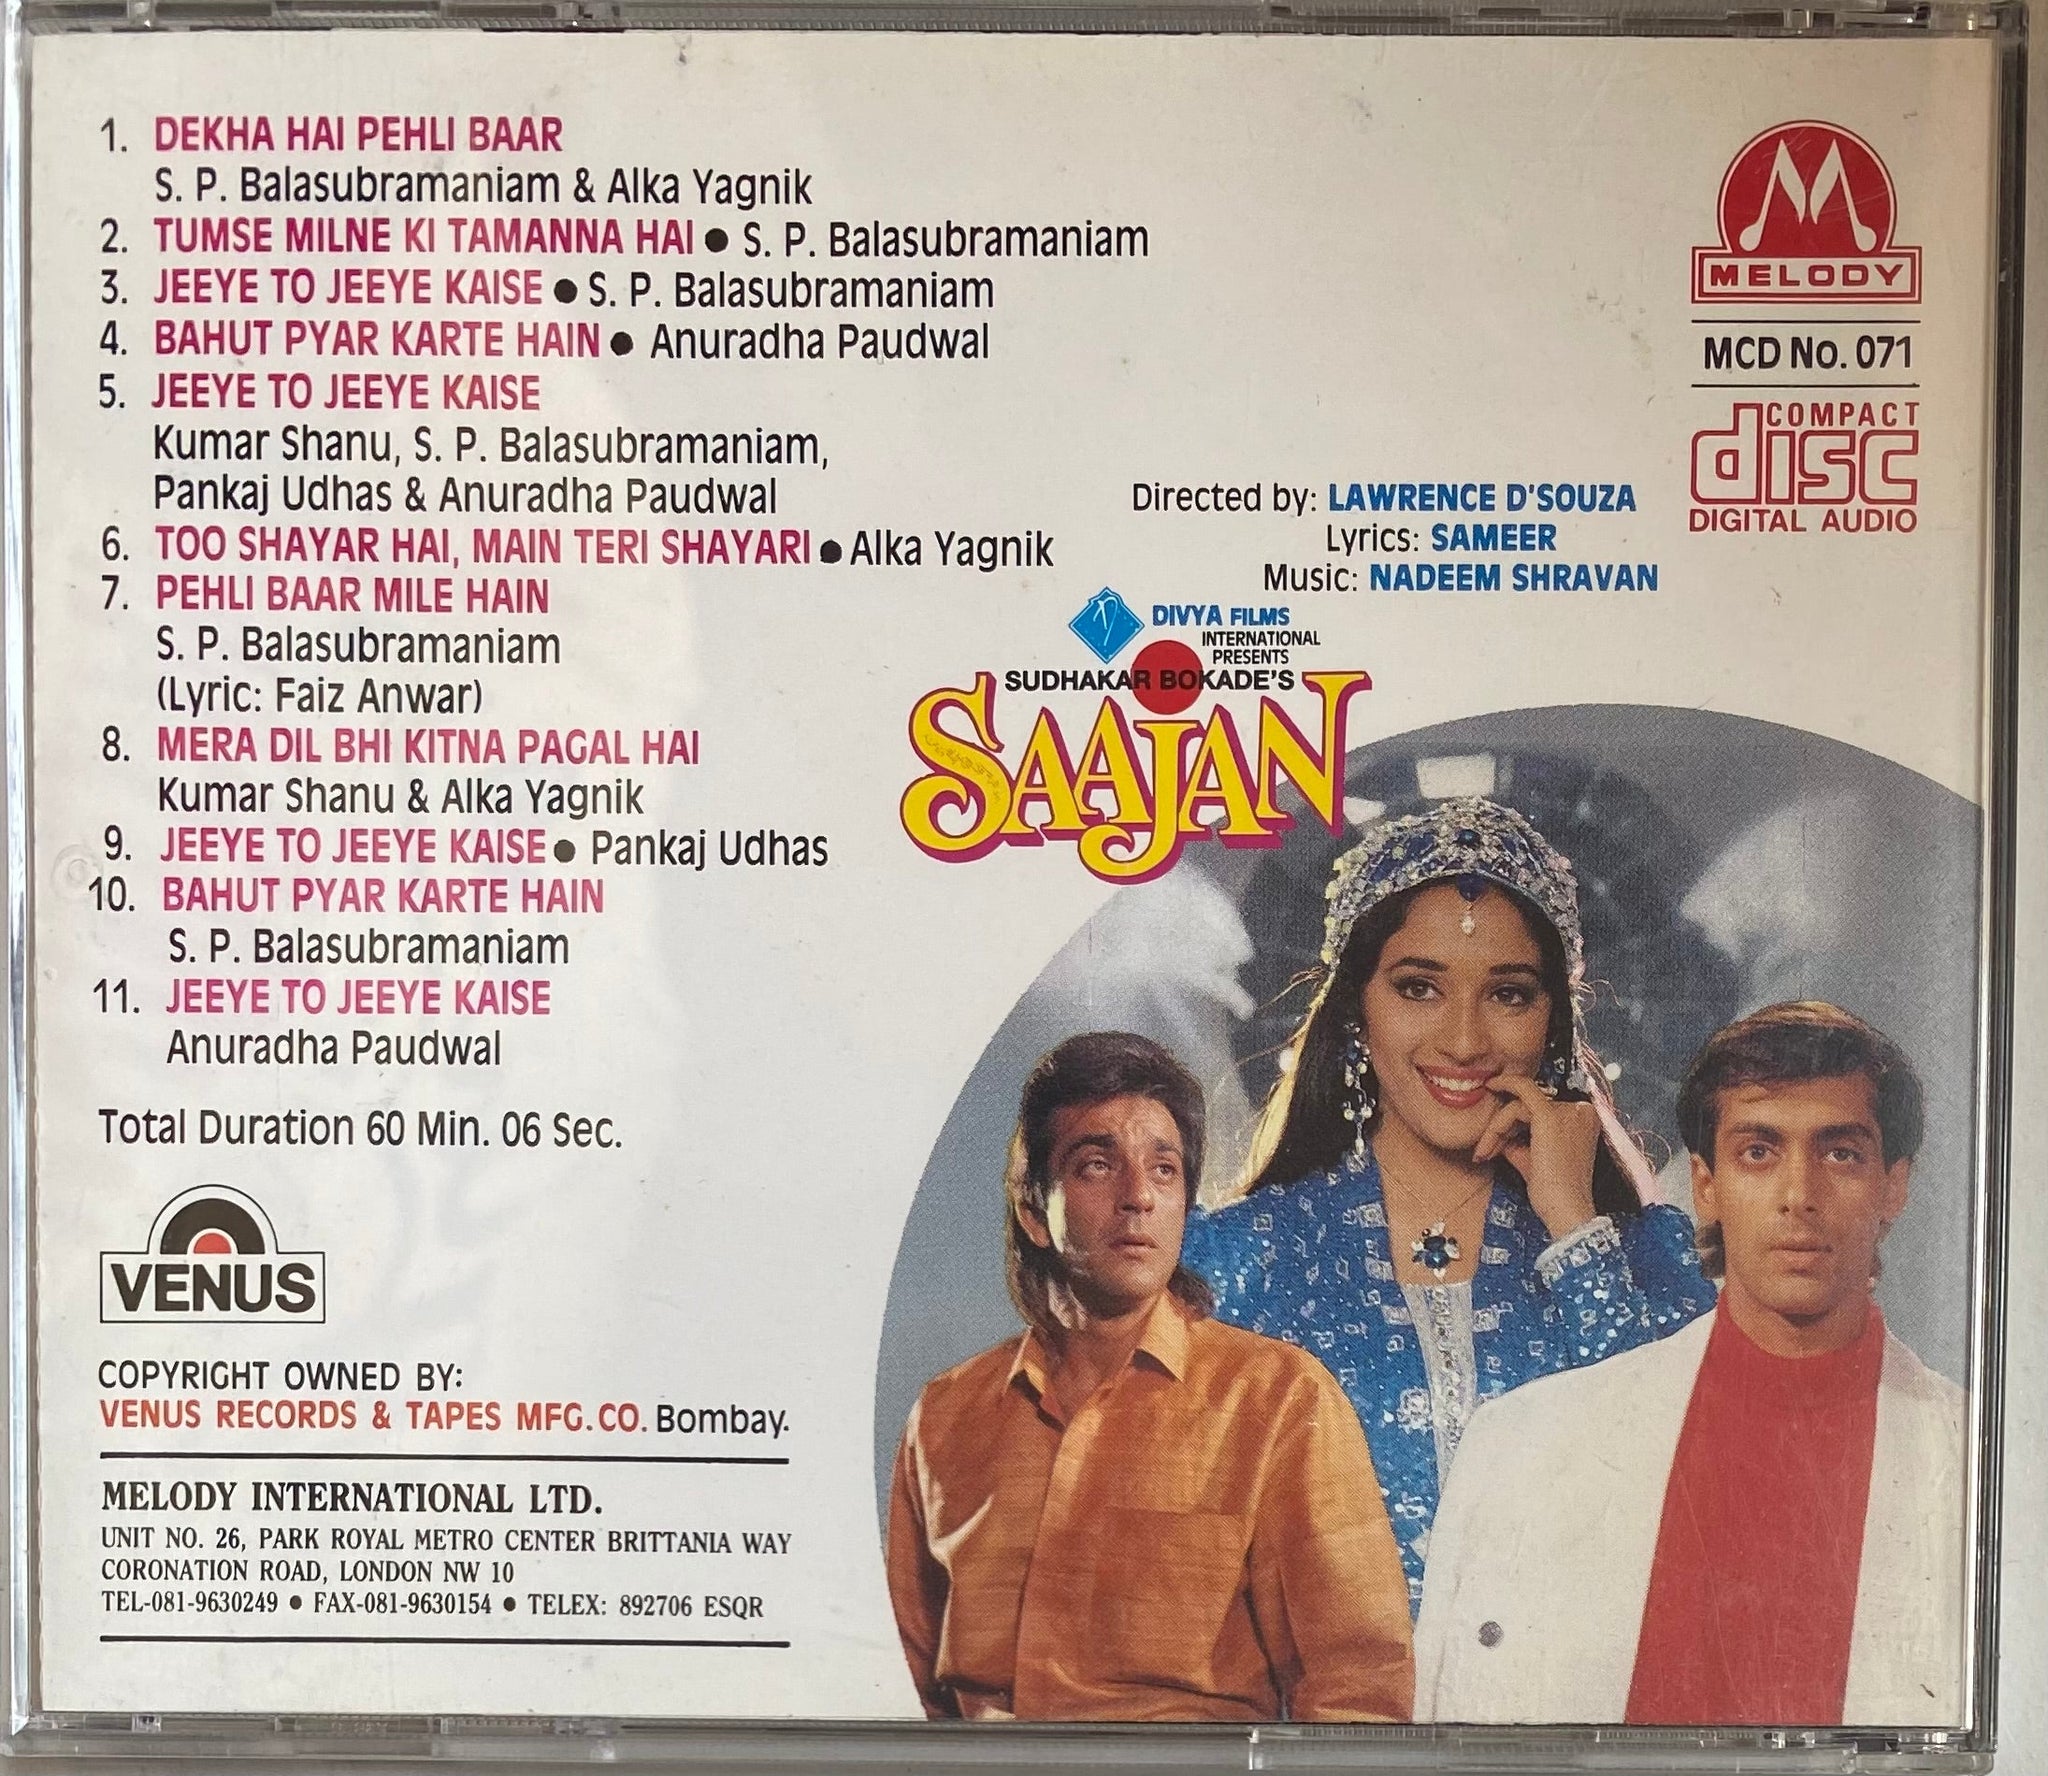 1. DEKHA HAI PEHLI BAAR
S. P. Balasubramaniam & Alka Yagnik
2. TUMSE MILNE KI TAMANNA HAI ● S. P. Balasubramaniam
3. JEEYE TO JEEYE KAISE ● S. P. Balasubramaniam
4. BAHUT PYAR KARTE HAIN ● Anuradha Paudwal
5. JEEYE TO JEEYE KAISE
Kumar Shanu, S. P. Balasubramaniam,
Pankaj Udhas & Anuradha Paudwal
6. TOO SHAYAR HAI, MAIN TERI SHAYARI ● Alka Yagnik
7. PEHLI BAAR MILE HAIN
S. P. Balasubramaniam
(Lyric: Faiz Anwar)
8. MERA DIL BHI KITNA PAGAL HAI
Kumar Shanu & Alka Yagnik
9. JEEYE TO JEEYE KAISE ● Pankaj Udhas
10. BAHUT PYAR KARTE HAIN
S. P. Balasubramaniam
11. JEEYE TO JEEYE KAISE
Anuradha Paudwal
Total Duration 60 Min. 06 Sec.
VENUS
COPYRIGHT OWNED BY:
VENUS RECORDS & TAPES MFG.CO. Bombay.
MELODY INTERNATIONAL LTD.
UNIT NO. 26, PARK ROYAL METRO CENTER BRITTANIA WAY
CORONATION ROAD, LONDON NW 10
TEL-081-9630249 ● FAX-081-9630154 ● TELEX: 892706 ESQR
M
MELODY
MCD No. 071
COMPACT
disc
DIGITAL AUDIO
Directed by: LAWRENCE D'SOUZA
Lyrics: SAMEER
Music: NADEEM SHRAVAN
DIVYA FILMS
INTERNATIONAL
PRESENTS
SUDHAKAR BOKADE'S
SAAJAN